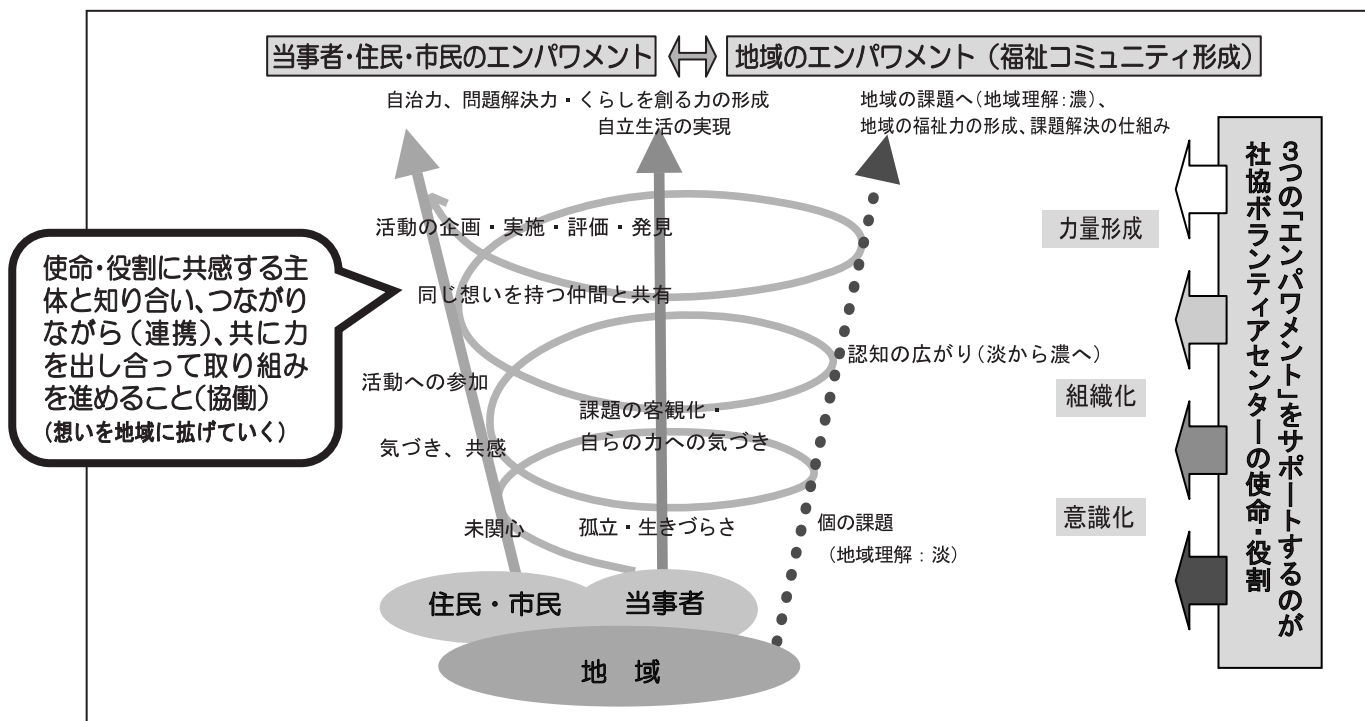 当事者・住民・市民のエンパワメント
地域のエンパワメント（福祉コミュニティ形成）
自治力、問題解決力・くらしを創る力の形成
自立生活の実現
地域の課題へ（地域理解：濃）、
地域の福祉力の形成、課題解決の仕組み
使命・役割に共感する主
体と知り合い、つながり
ながら（連携）、共に力
を出し合って取り組み
を進めること（協働）
（想いを地域に拡げていく）
活動の企画・実施・評価・発見
同じ想いを持つ仲間と共有
活動への参加
気づき、共感
未関心
課題の客観化・
自らの力への気づき
孤立・生きづらさ
認知の広がり（淡から濃へ）
個の課題
（地域理解：淡）
力量形成
組織化
意識化
3つの「エンパワメント」をサポートするのが
社協ボランティアセンターの使命・役割
住民・市民
当事者
地　域